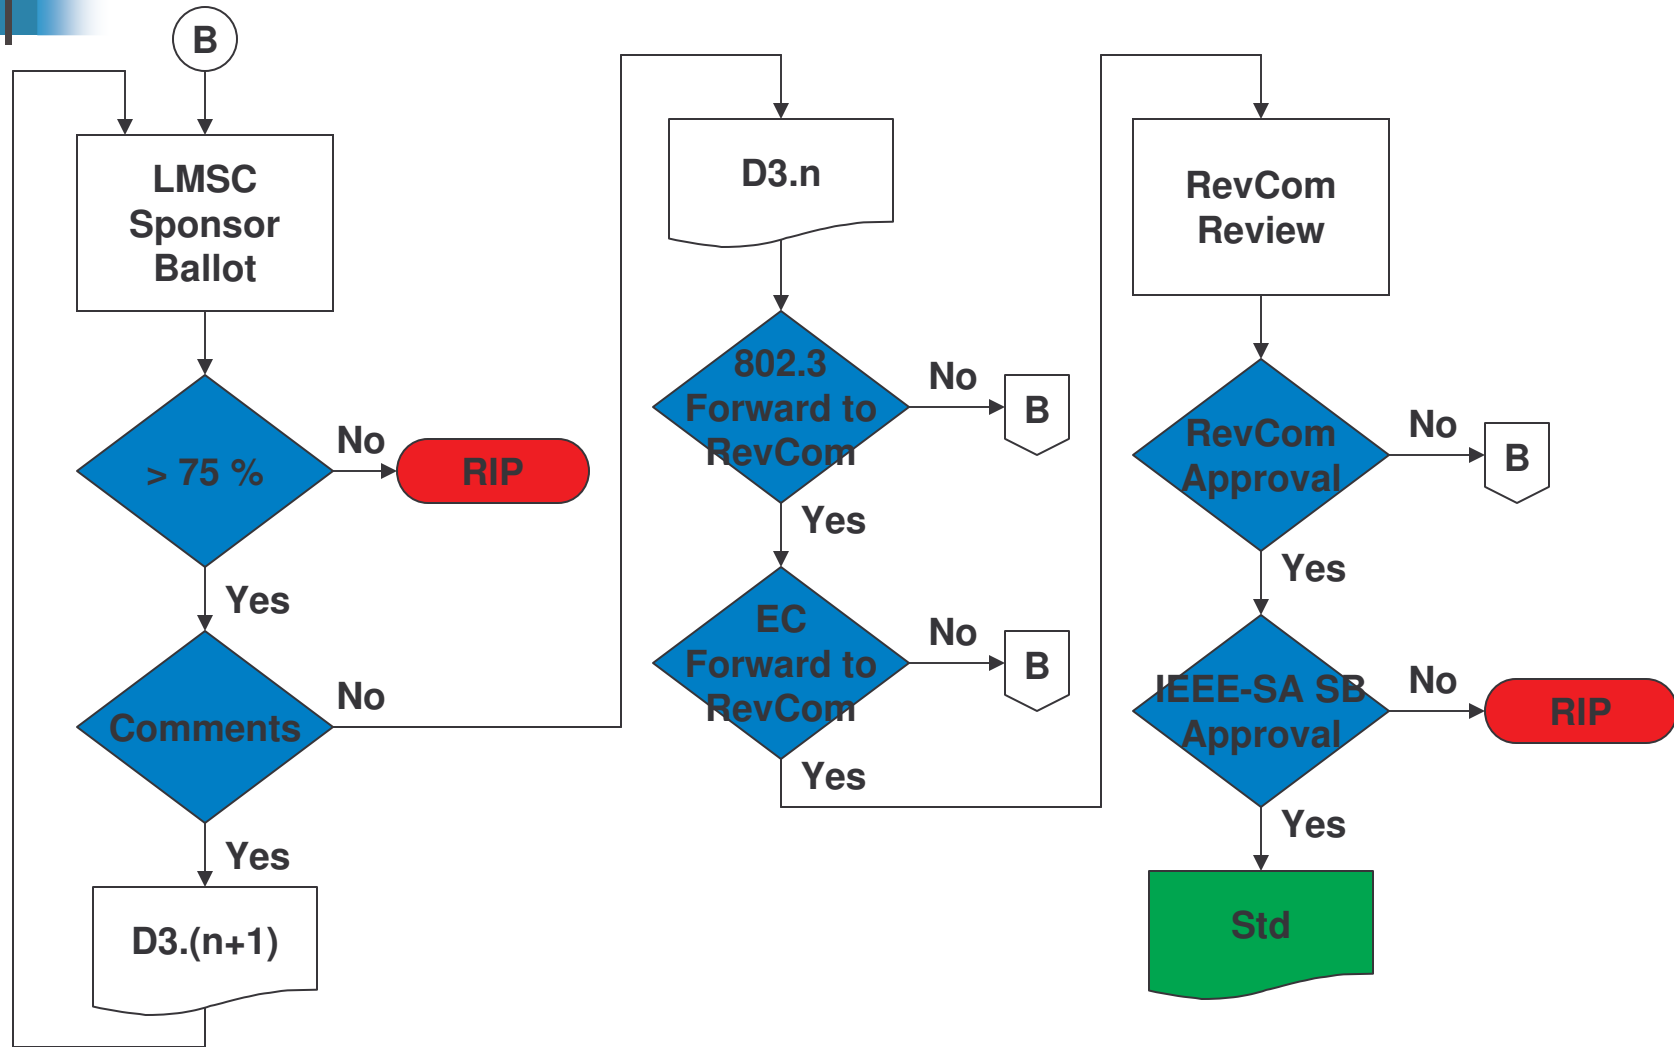 B
LMSC
Sponsor
Ballot
> 75 %
No
RIP
Yes
Comments
No
Yes
D3.(n+1)
D3.n
802.3
Forward to
RevCom
No
B
Yes
EC
Forward to
RevCom
No
B
Yes
RevCom
Review
RevCom
Approval
No
B
Yes
IEEE-SA SB
Approval
No
RIP
Yes
Std